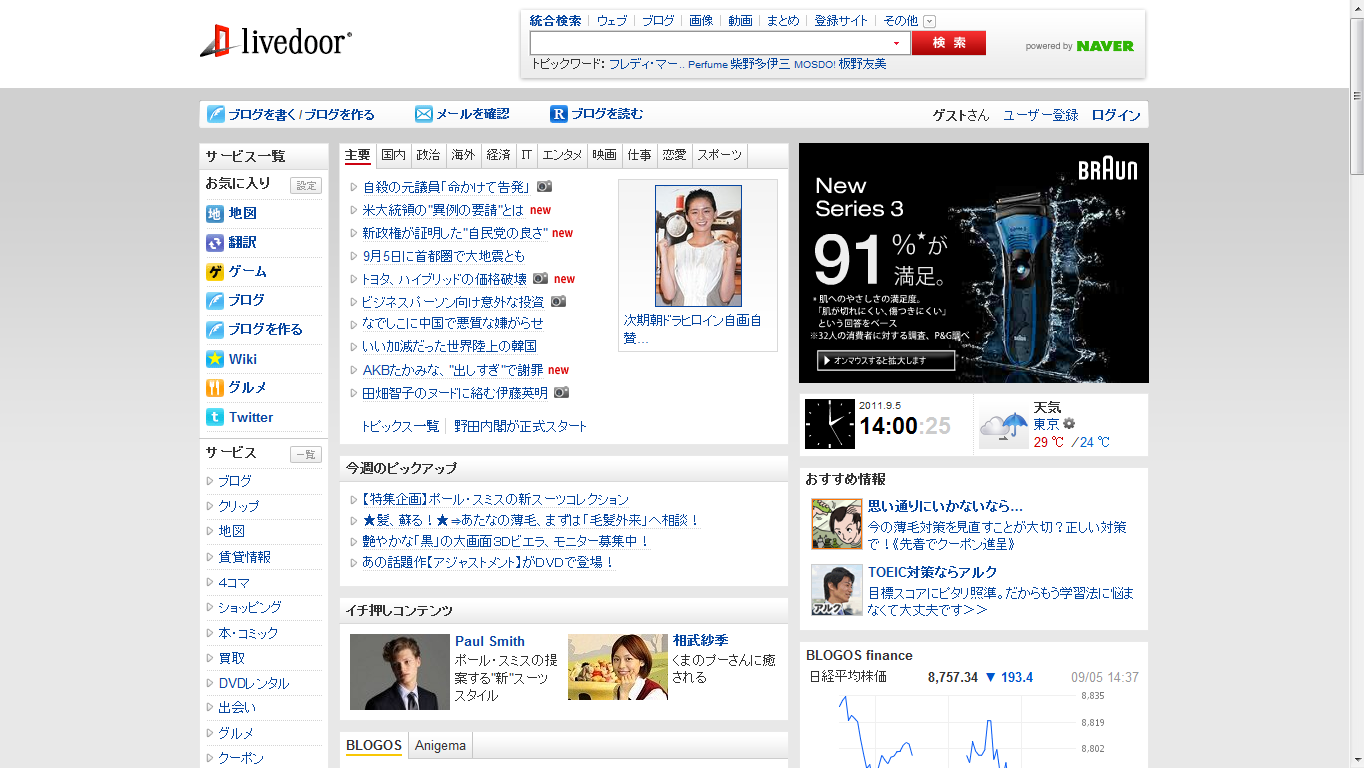 livedoor
統合検索 ウェブ ブログ 画像 動画 まとめ 登録サイト その他
検 索
powered by NAVER
トピックワード: フレディ・マー.. Perfume 柴野多伊三 MOSDO! 板野友美
ブログを書く / ブログを作る メールを確認 R ブログを読む
ゲストさん ユーザー登録 ログイン
サービス一覧
お気に入り 設定
地 地図
翻訳
ゲ ゲーム
ブログ
ブログを作る
Wiki
グルメ
t Twitter
サービス 一覧
ブログ
クリップ
地図
賃貸情報
4コマ
ショッピング
本・コミック
買取
DVDレンタル
出会い
グルメ
クーポン
主要 国内 政治 海外 経済 IT エンタメ 映画 仕事 恋愛 スポーツ
自殺の元議員「命かけて告発」
米大統領の"異例の要請"とは new
新政権が証明した"自民党の良さ" new
9月5日に首都圏で大地震とも
トヨタ、ハイブリッドの価格破壊 new
ビジネスパーソン向け意外な投資
なでしこに中国で悪質な嫌がらせ
いい加減だった世界陸上の韓国
AKBたかみな、"出しすぎ"で謝罪 new
田畑智子のヌードに絡む伊藤英明
トピックス一覧 野田内閣が正式スタート
次期朝ドラヒロイン自画自
賛…
今週のピックアップ
【特集企画】ポール・スミスの新スーツコレクション
★髪、蘇る！★⇒あなたの薄毛、まずは「毛髪外来」へ相談！
艶やかな「黒」の大画面3Dビエラ、モニター募集中！
あの話題作【アジャストメント】がDVDで登場！
イチ押しコンテンツ
Paul Smith
ポール・スミスの提
案する"新"スーツ
スタイル
相武紗季
くまのプーさんに癒
される
BLOGOS Anigema
BRAUN
New
Series 3
91%★が
満足。
* 肌へのやさしさの満足度。
「肌が切れにくい、傷つきにくい」
という回答をベース
※32人の消費者に対する調査、P&G調べ
オンマウスすると拡大します
2011.9.5
14:00:25
天気
東京
29 ℃ / 24 ℃
おすすめ情報
思い通りにいかないなら…
今の薄毛対策を見直すことが大切？正しい対策
で！《先着でクーポン進呈》
アルク
TOEIC対策ならアルク
目標スコアにピタリ照準。だからもう学習法に悩ま
なくて大丈夫です＞＞
BLOGOS finance
日経平均株価 8,757.34 ▼ 193.4 09/05 14:37
8,835
8,819
8,802